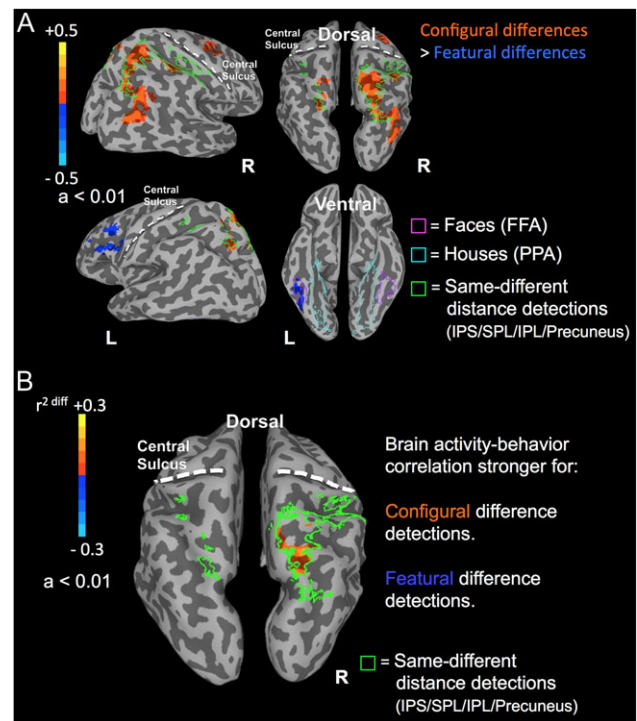 A
+0.5
- 0.5
a < 0.01
Central
Sulcus
R
Central
Sulcus
Dorsal
R
Configural differences
> Featural differences
Central
Sulcus
L
Ventral
L
= Faces (FFA)
= Houses (PPA)
= Same-different
distance detections
(IPS/SPL/IPL/Precuneus)
B
r2 diff +0.3
- 0.3
a < 0.01
Dorsal
Central
Sulcus
R
Brain activity-behavior
correlation stronger for:
Configural difference
detections.
Featural difference
detections.
= Same-different
distance detections
(IPS/SPL/IPL/Precuneus)